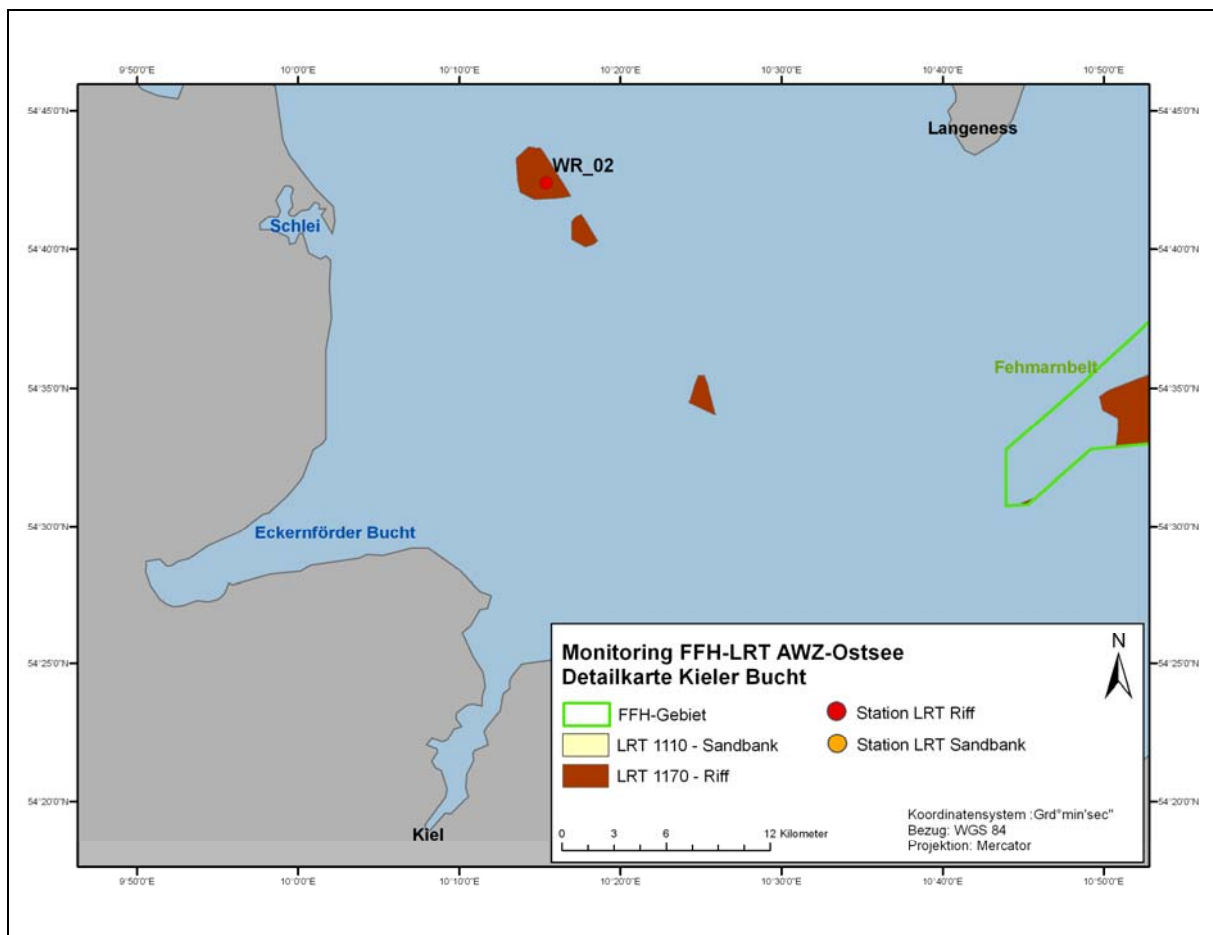 9°50'0"E 10°0'0"E 10°10'0"E 10°20'0"E 10°30'0"E 10°40'0"E 10°50'0"E
54°45'0"N 54°45'0"N
Langeness
WR_02
Schlei
54°40'0"N 54°40'0"N
Fehmarnbelt
54°35'0"N 54°35'0"N
54°30'0"N 54°30'0"N
Eckernförder Bucht
54°25'0"N 54°25'0"N
Monitoring FFH-LRT AWZ-Ostsee
Detailkarte Kieler Bucht
N
FFH-Gebiet
LRT 1110 - Sandbank
LRT 1170 - Riff
Station LRT Riff
Station LRT Sandbank
54°20'0"N 54°20'0"N
Kiel
0 3 6 12 Kilometer
Koordinatensystem :Grd°min'sec"
Bezug: WGS 84
Projektion: Mercator
9°50'0"E 10°0'0"E 10°10'0"E 10°20'0"E 10°30'0"E 10°40'0"E 10°50'0"E